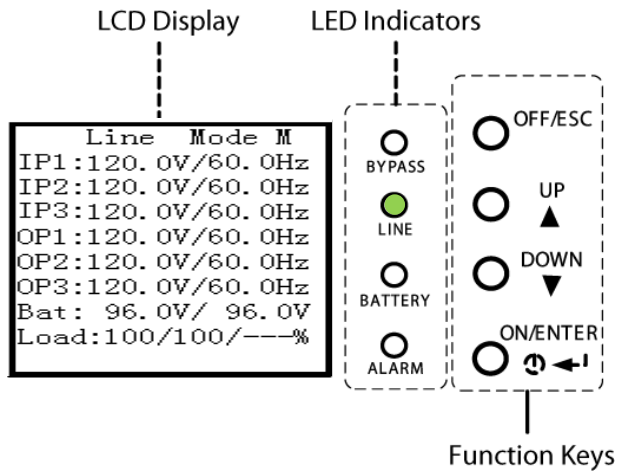 LCD Display
LED Indicators
Line Mode M
IP1:120.0V/60.0Hz
IP2:120.0V/60.0Hz
IP3:120.0V/60.0Hz
OP1:120.0V/60.0Hz
OP2:120.0V/60.0Hz
OP3:120.0V/60.0Hz
Bat: 96.0V/ 96.0V
Load:100/100/---%
BYPASS
LINE
BATTERY
ALARM
OFF/ESC
UP
DOWN
ON/ENTER
Function Keys